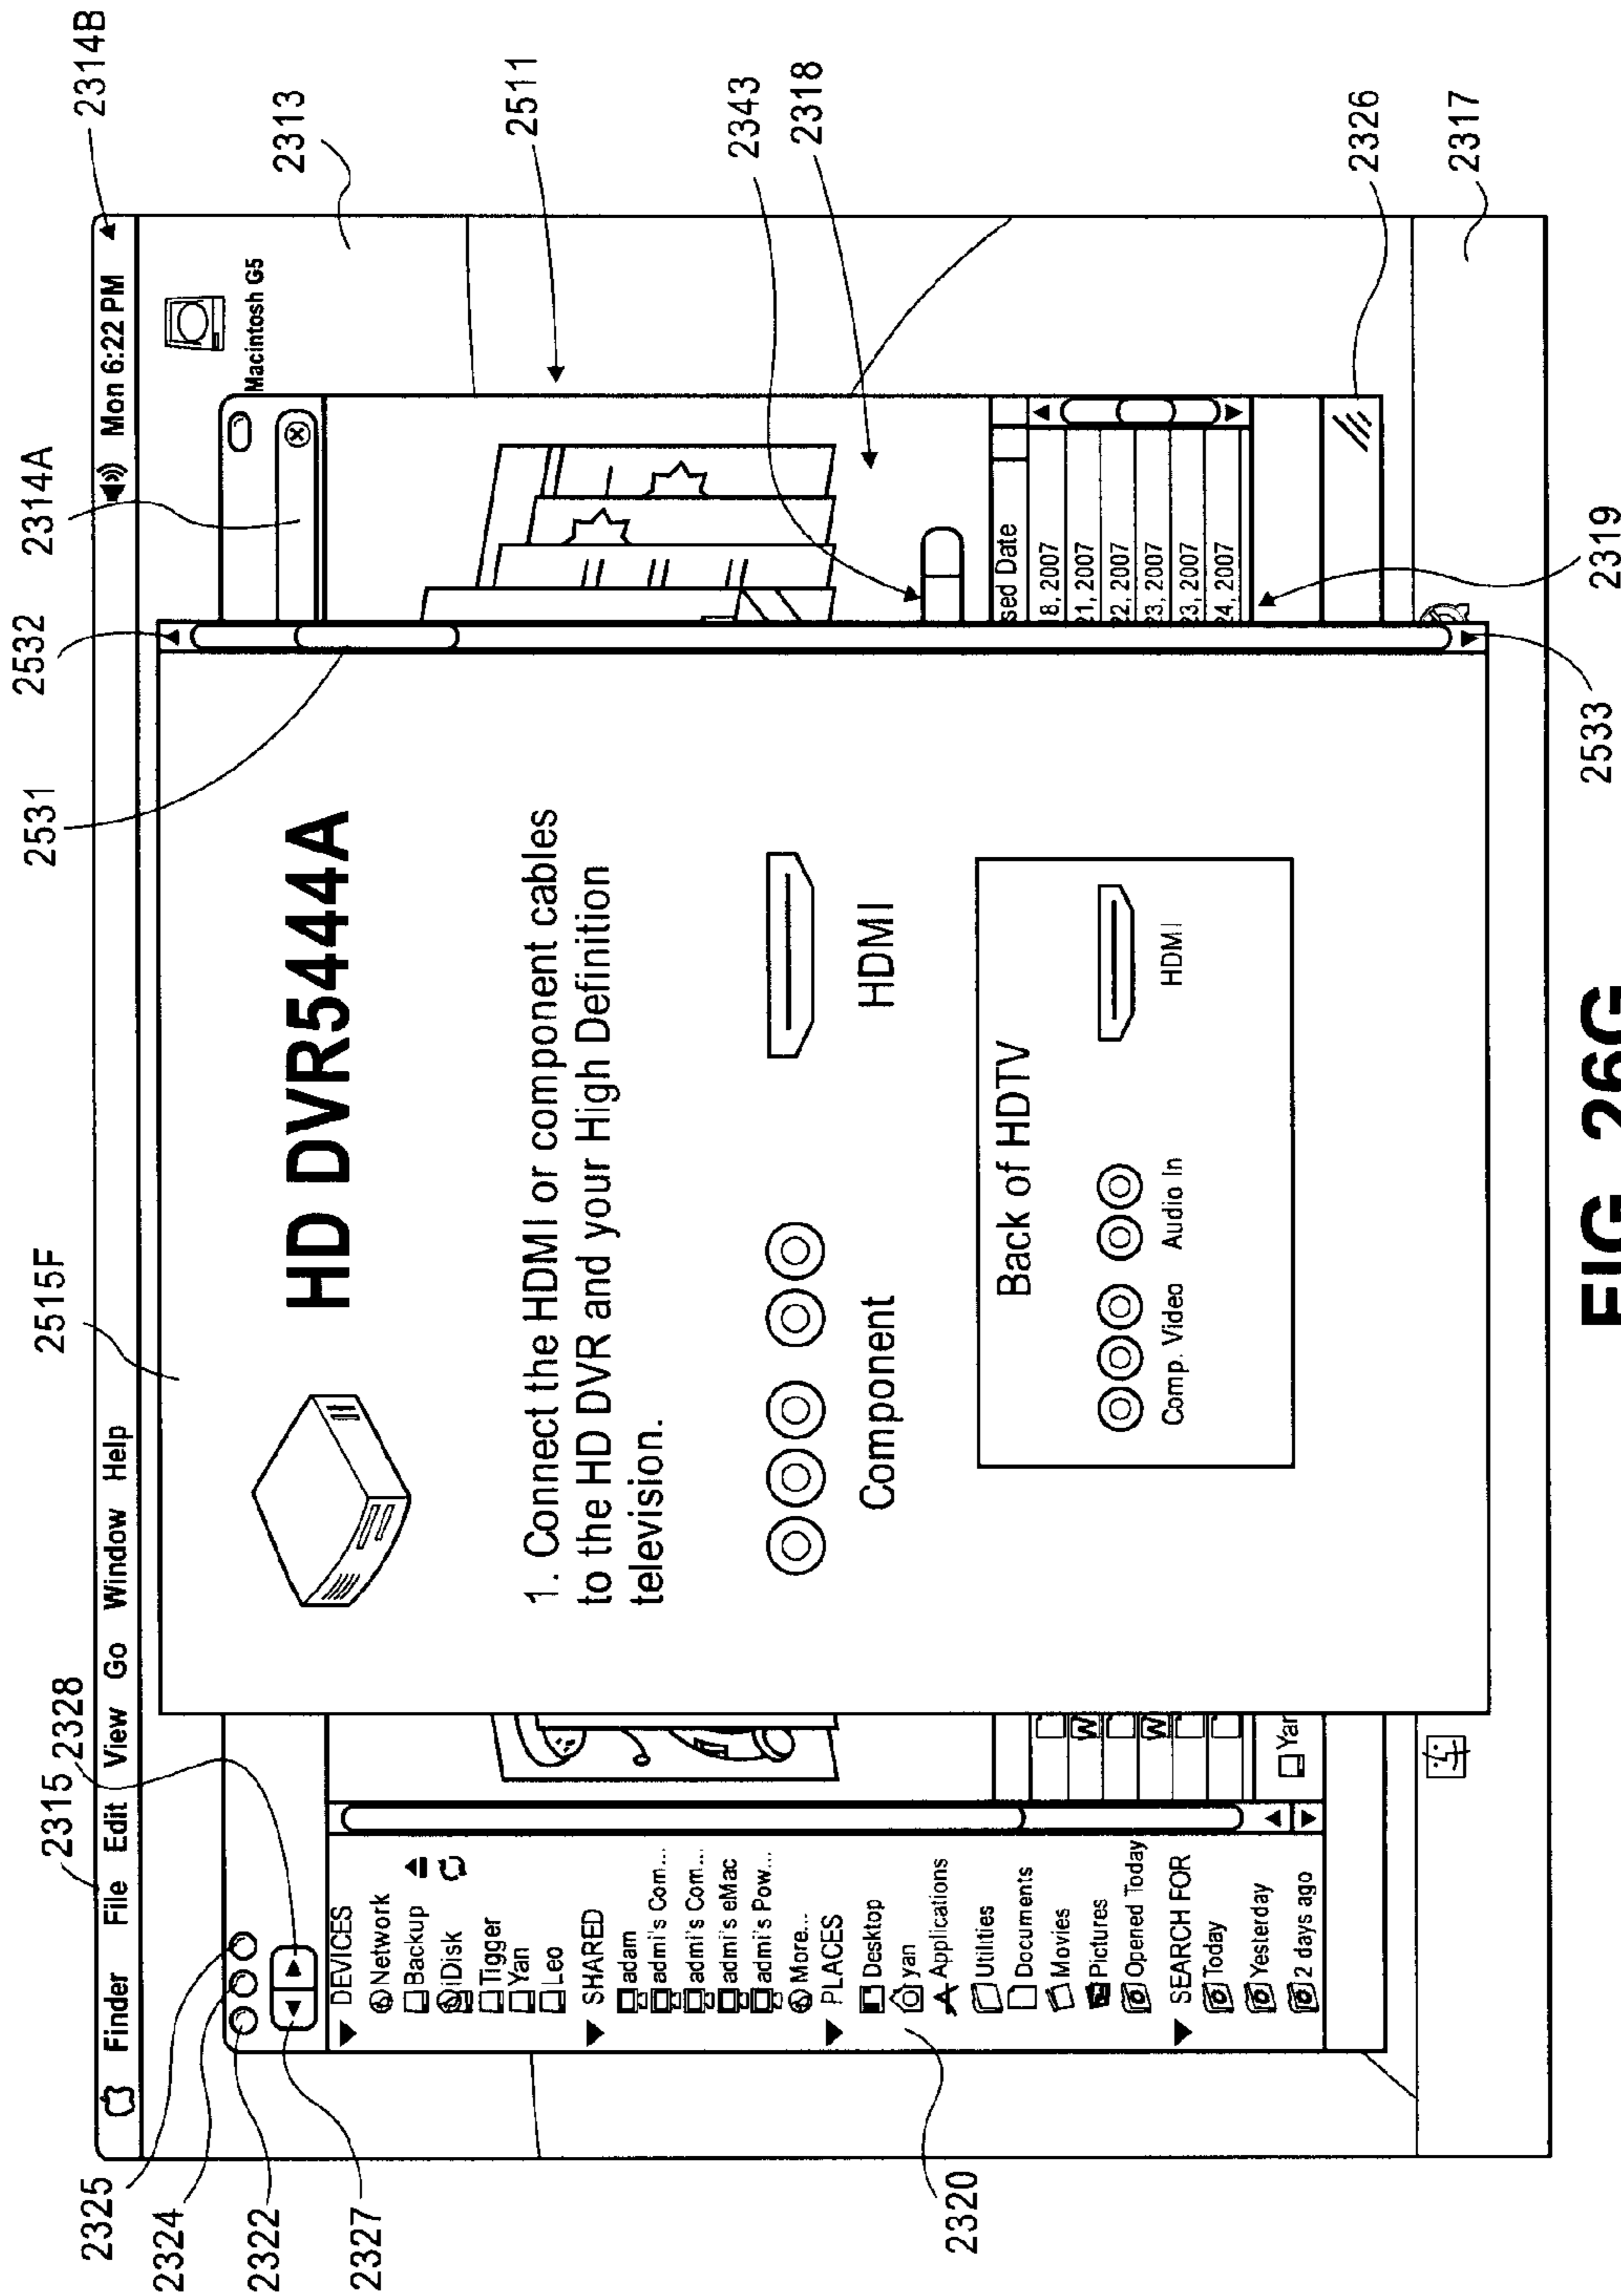 2315
2328
2515F
2531
2532
2314A
2314B
Finder File Edit View Go Window Help
Mon 6:22 PM
2325
2324
2322
2327
2320
2313
2511
2343
2318
2326
2317
2319
2533
Macintosh G5
DEVICES
Network
Backup
iDisk
Tigger
Yan
Leo
SHARED
adam
admi's Com...
admi's Com...
admi's eMac
admi's Pow...
More...
PLACES
Desktop
yan
Applications
Utilities
Documents
Movies
Pictures
Opened Today
SEARCH FOR
Today
Yesterday
2 days ago
W
W
Yar
HD DVR5444A
1. Connect the HDMI or component cables
to the HD DVR and your High Definition
television.
Component
HDMI
Back of HDTV
Comp. Video
Audio In
HDMI
sed Date
8, 2007
21, 2007
22, 2007
23, 2007
23, 2007
24, 2007
FIG. 26G